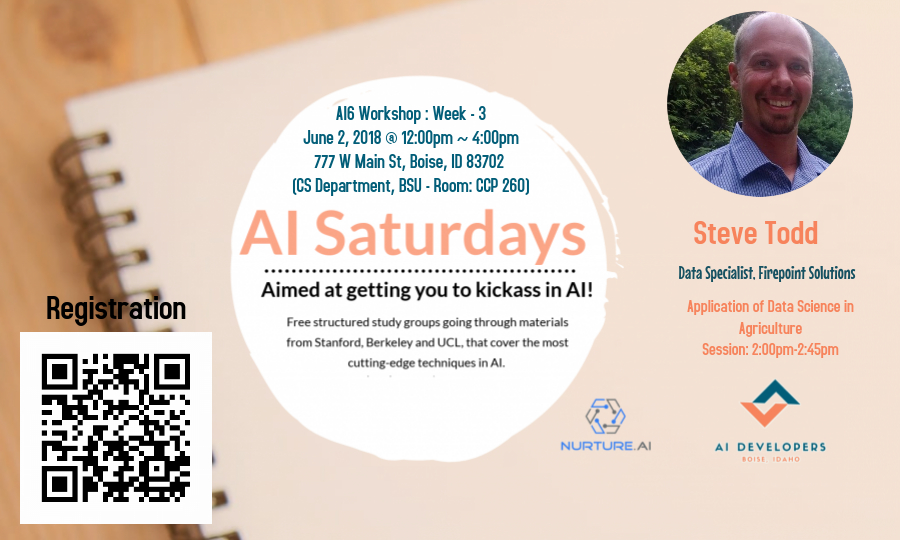 AI6 Workshop : Week - 3
June 2, 2018 @ 12:00pm ~ 4:00pm
777 W Main St, Boise, ID 83702
(CS Department, BSU - Room: CCP 260)
AI Saturdays
Aimed at getting you to kickass in AI!
Free structured study groups going through materials
from Stanford, Berkeley and UCL, that cover the most
cutting-edge techniques in AI.
Registration
Steve Todd
Data Specialist, Firepoint Solutions
Application of Data Science in
Agriculture
Session: 2:00pm-2:45pm
NURTURE.AI
AI DEVELOPERS
BOISE, IDAHO